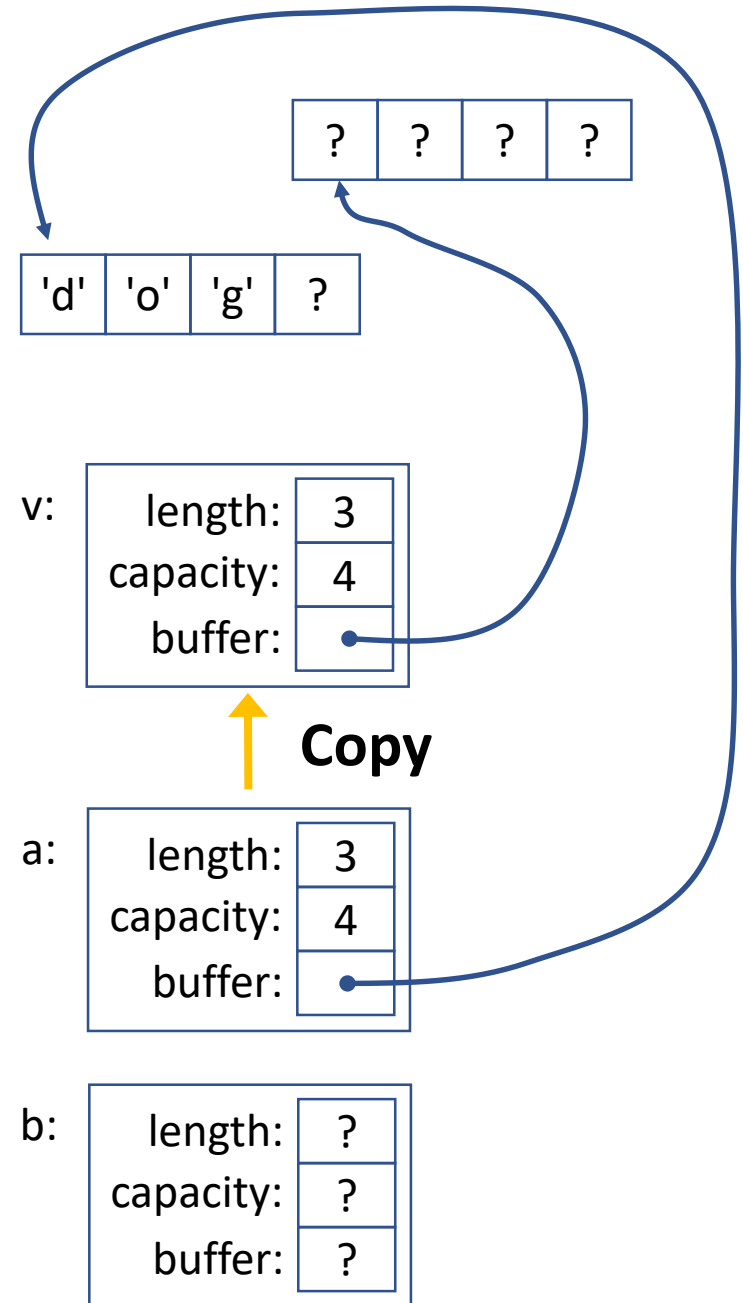 ? ? ? ?
'd' 'o' 'g' ?
v: length: 3
capacity: 4
buffer:
Copy
a: length: 3
capacity: 4
buffer:
b: length: ?
capacity: ?
buffer: ?